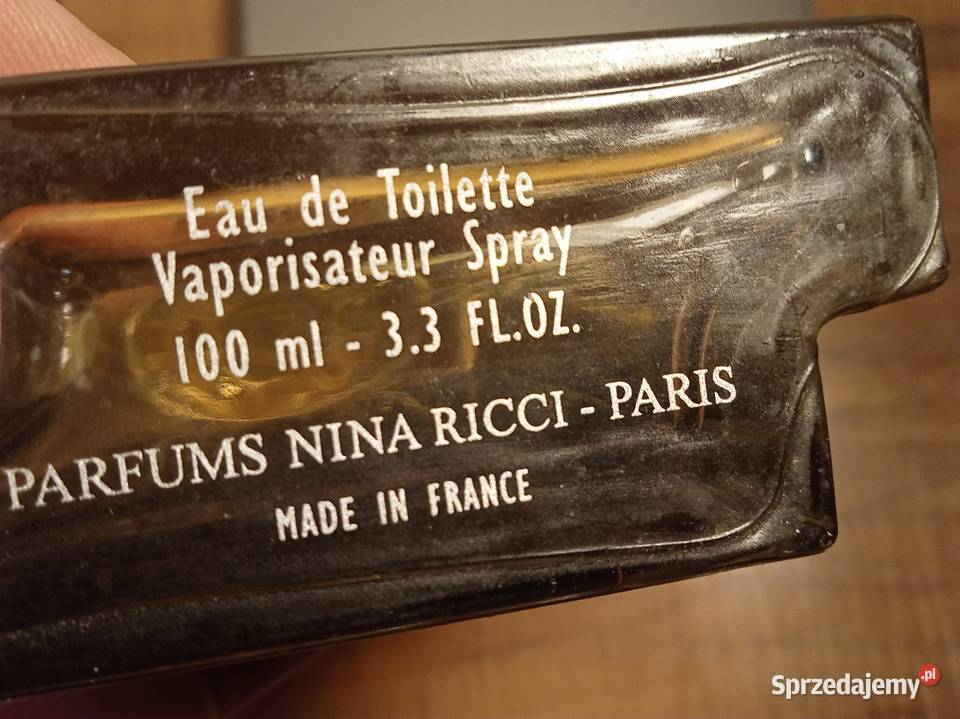 Eau de Toilette
Vaporisateur Spray
100 ml - 3.3 FL.OZ.
PARFUMS NINA RICCI - PARIS
MADE IN FRANCE
Sprzedajemy.pl